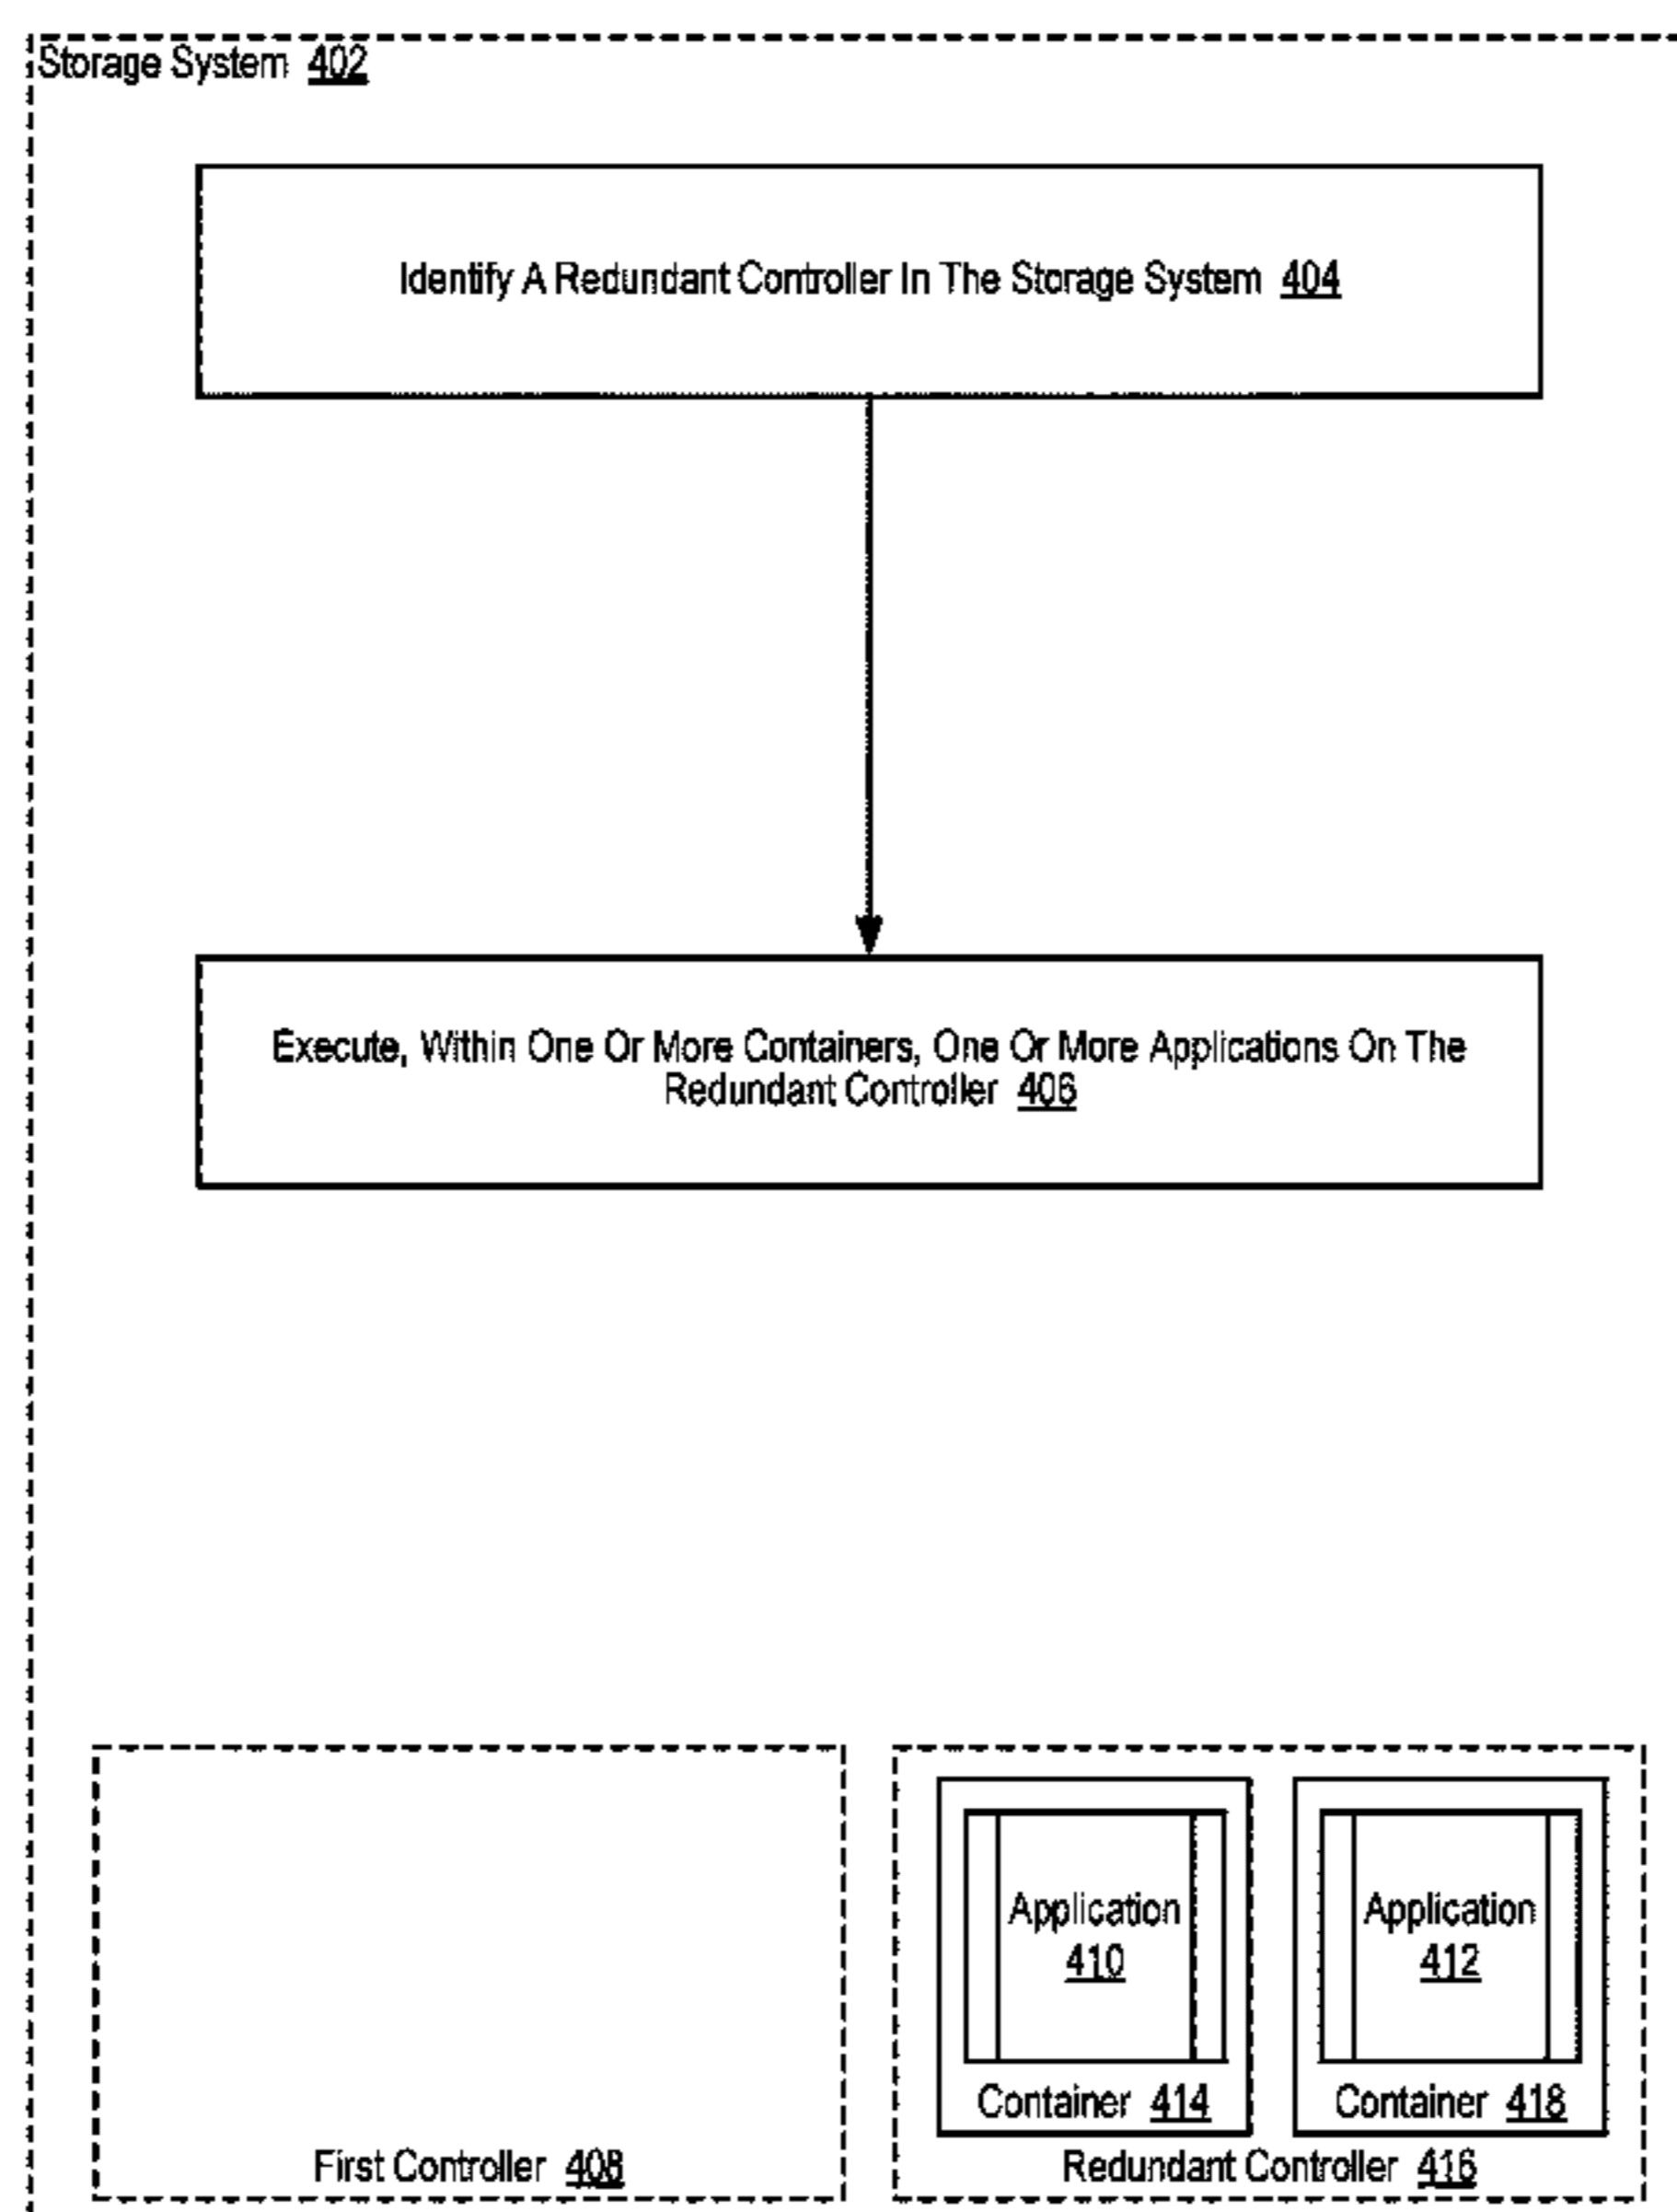 Storage System 402
Identify A Redundant Controller In The Storage System 404
Execute, Within One Or More Containers, One Or More Applications On The
Redundant Controller 406
Application
410
Application
412
Container 414
Container 418
First Controller 408
Redundant Controller 416